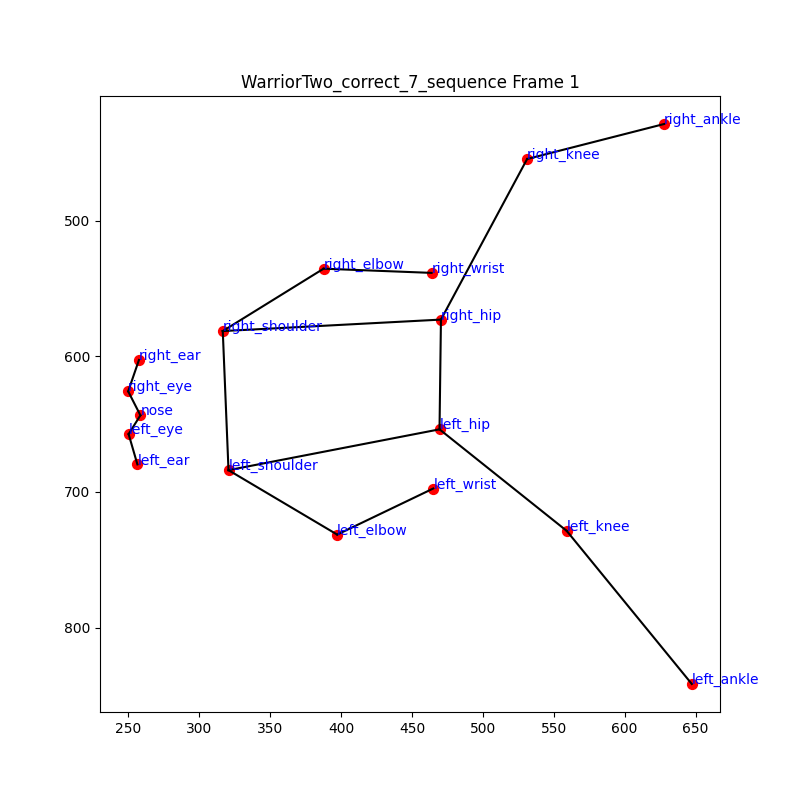 WarriorTwo_correct_7_sequence Frame 1
right_ankle
right_knee
500
right_elbow
right_wrist
right_hip
right_shoulder
600
right_ear
right_eye
nose
left_eye
left_hip
left_ear
left_shoulder
left_wrist
700
left_knee
left_elbow
800
left_ankle
250 300 350 400 450 500 550 600 650